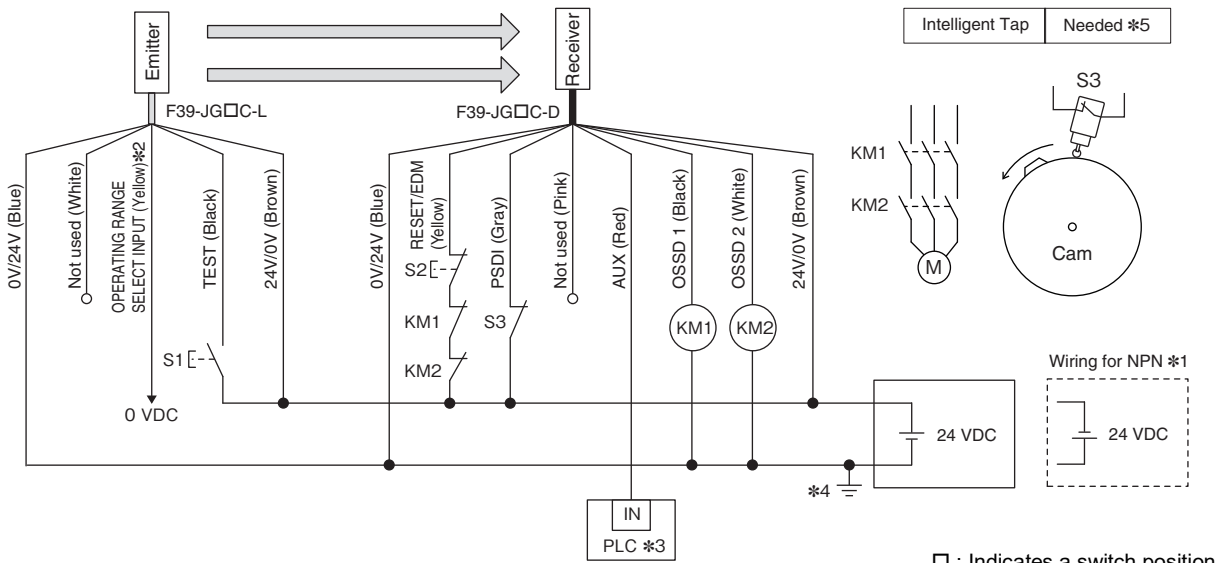 Emitter
Receiver
Intelligent Tap
Needed ✻5
F39-JG□C-L
F39-JG□C-D
S3
KM1
KM2
M
Cam
0V/24V (Blue)
Not used (White)
OPERATING RANGE
SELECT INPUT (Yellow)✻2
TEST (Black)
24V/0V (Brown)
0V/24V (Blue)
RESET/EDM
(Yellow)
PSDI (Gray)
Not used (Pink)
AUX (Red)
OSSD 1 (Black)
OSSD 2 (White)
24V/0V (Brown)
S2
KM1
S3
KM1
KM2
S1
KM2
0 VDC
Wiring for NPN ✻1
24 VDC
24 VDC
✻4
IN
PLC ✻3
□ : Indicates a switch position